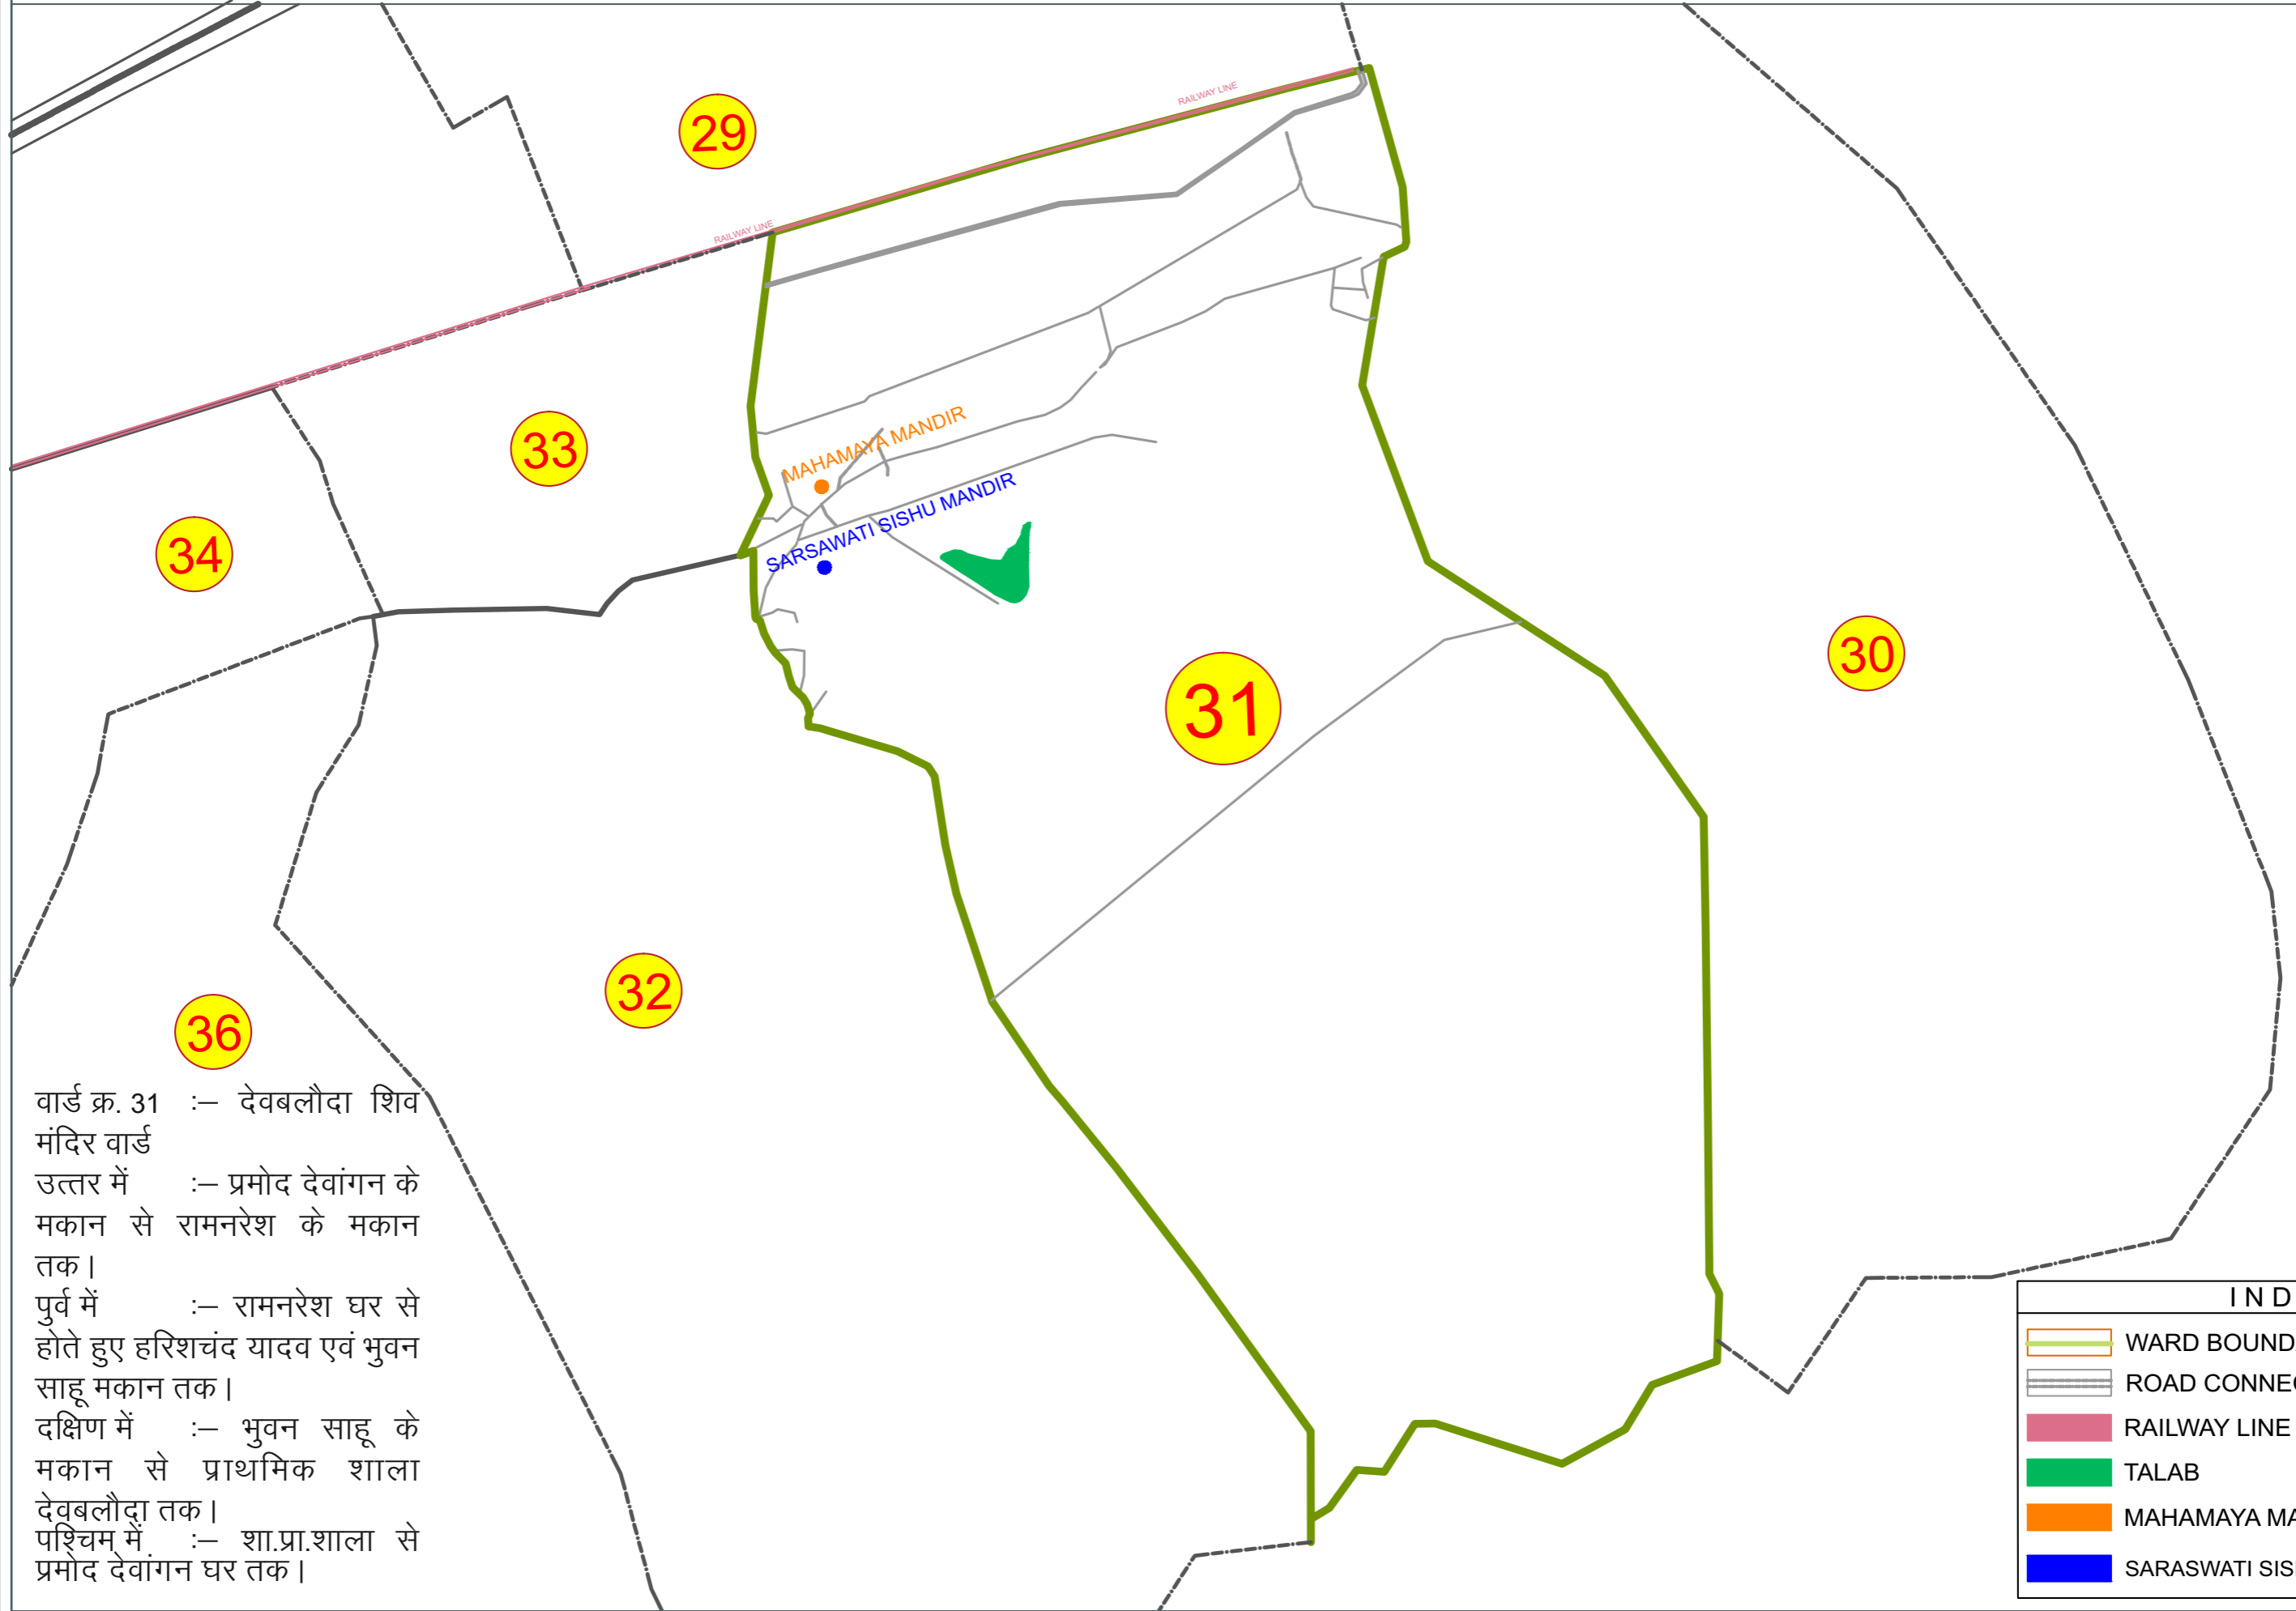 RAILWAY LINE
29
RAILWAY LINE
MAHAMAYA MANDIR
33
SARSAWATI SISHU MANDIR
34
30
31
32
36
वार्ड क्र. 31 :– देवबलौदा शिव
मंदिर वार्ड
उत्तर में :– प्रमोद देवांगन के
मकान से रामनरेश के मकान
तक|
पुर्व में :– रामनरेश घर से
होते हुए हरिशचंद यादव एवं भुवन
साहू मकान तक|
दक्षिण में :– भुवन साहू के
मकान से प्राथमिक शाला
देवबलौदा तक|
पश्चिम में :– शा.प्रा.शाला से
प्रमोद देवांगन घर तक|
IND
WARD BOUND
ROAD CONNE
RAILWAY LINE
TALAB
MAHAMAYA MA
SARASWATI SIS